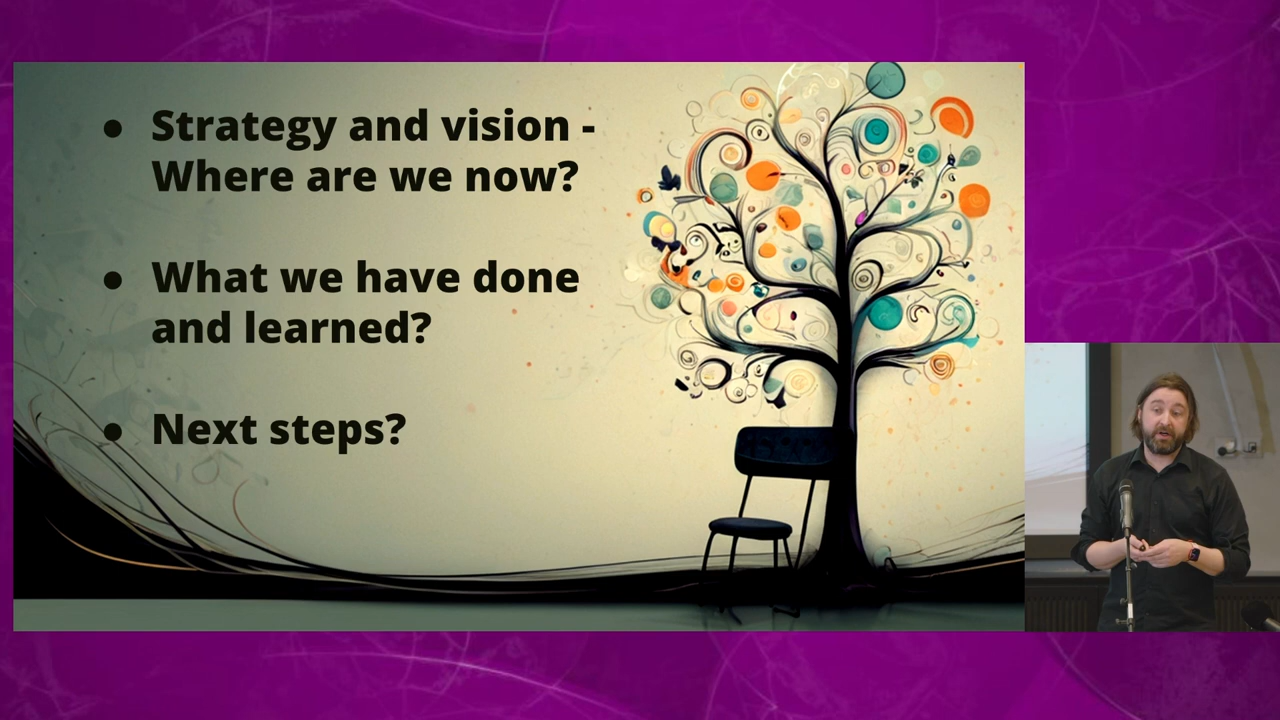 ● Strategy and vision -
Where are we now?
● What we have done
and learned?
● Next steps?